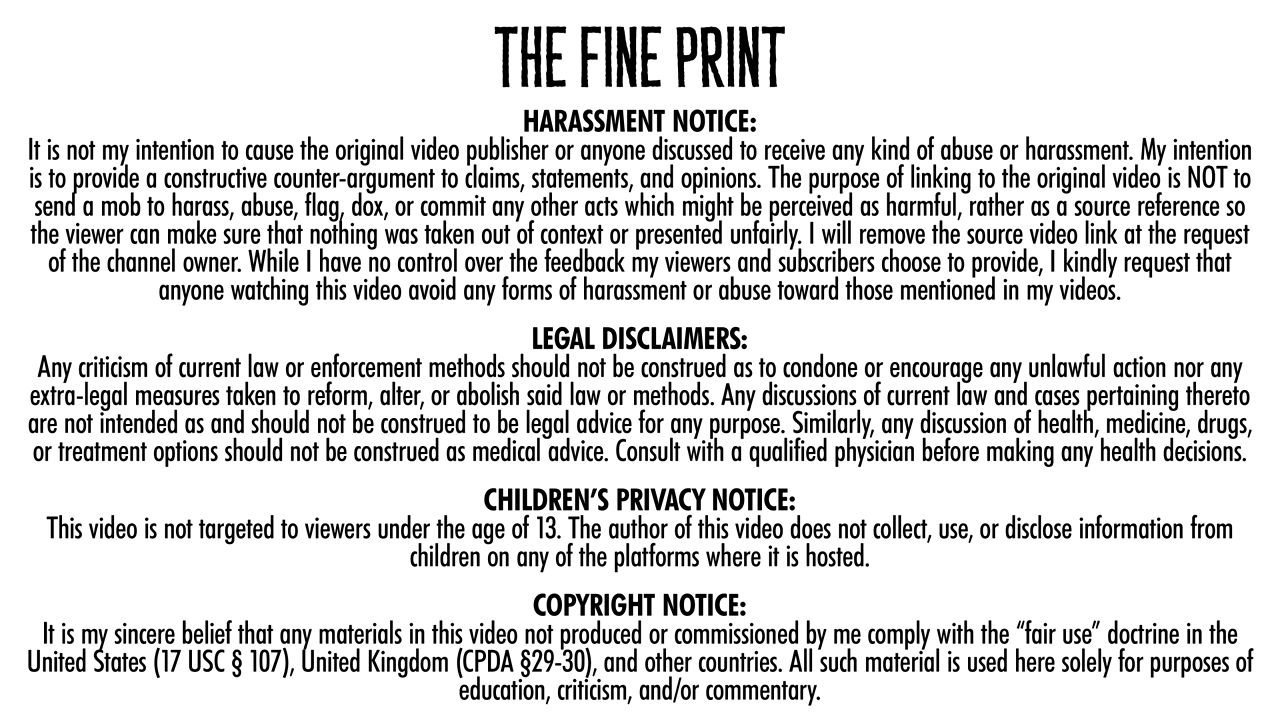 THE FINE PRINT
HARASSMENT NOTICE:
It is not my intention to cause the original video publisher or anyone discussed to receive any kind of abuse or harassment. My intention
is to provide a constructive counter-argument to claims, statements, and opinions. The purpose of linking to the original video is NOT to
send a mob to harass, abuse, flag, dox, or commit any other acts which might be perceived as harmful, rather as a source reference so
the viewer can make sure that nothing was taken out of context or presented unfairly. I will remove the source video link at the request
of the channel owner. While I have no control over the feedback my viewers and subscribers choose to provide, I kindly request that
anyone watching this video avoid any forms of harassment or abuse toward those mentioned in my videos.
LEGAL DISCLAIMERS:
Any criticism of current law or enforcement methods should not be construed as to condone or encourage any unlawful action nor any
extra-legal measures taken to reform, alter, or abolish said law or methods. Any discussions of current law and cases pertaining thereto
are not intended as and should not be construed to be legal advice for any purpose. Similarly, any discussion of health, medicine, drugs,
or treatment options should not be construed as medical advice. Consult with a qualified physician before making any health decisions.
CHILDREN'S PRIVACY NOTICE:
This video is not targeted to viewers under the age of 13. The author of this video does not collect, use, or disclose information from
children on any of the platforms where it is hosted.
COPYRIGHT NOTICE:
It is my sincere belief that any materials in this video not produced or commissioned by me comply with the “fair use” doctrine in the
United States (17 USC § 107), United Kingdom (CPDA §29-30), and other countries. All such material is used here solely for purposes of
education, criticism, and/or commentary.